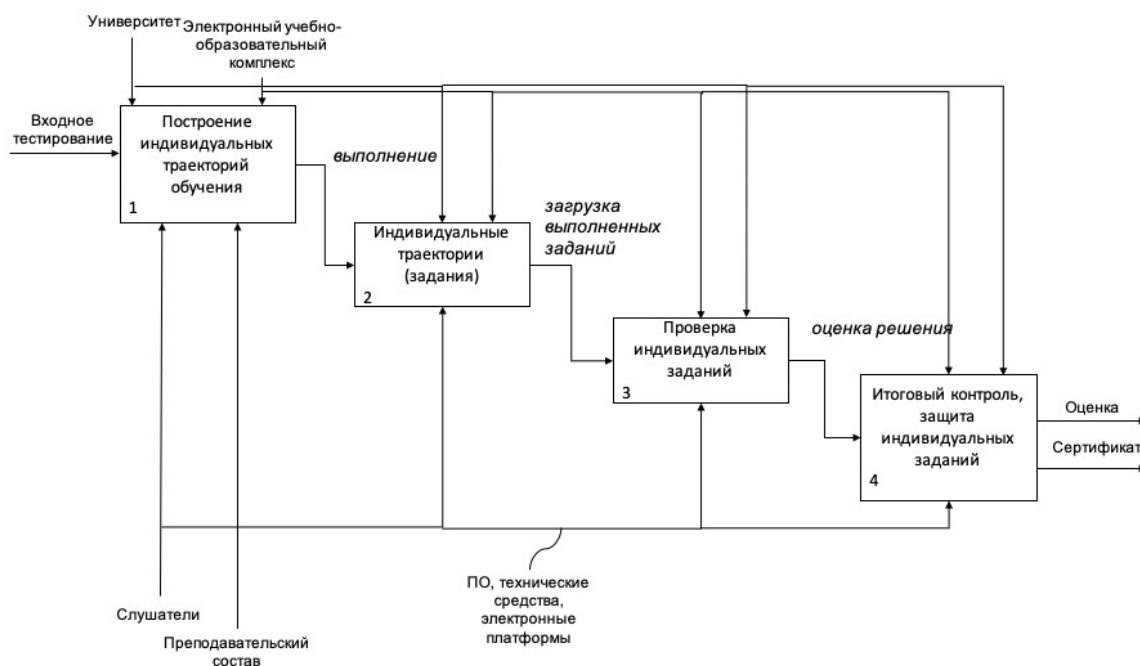 Университет
Электронный учебно-
образовательный
комплекс
Входное
тестирование
Построение
индивидуальных
траекторий
обучения
1
выполнение
Индивидуальные
траектории
(задания)
2
загрузка
выполненных
заданий
Проверка
индивидуальных
заданий
3
оценка решения
Итоговый контроль,
защита
индивидуальных
заданий
4
Оценка
Сертификат
ПО, технические
средства,
электронные
платформы
Слушатели
Преподавательский
состав